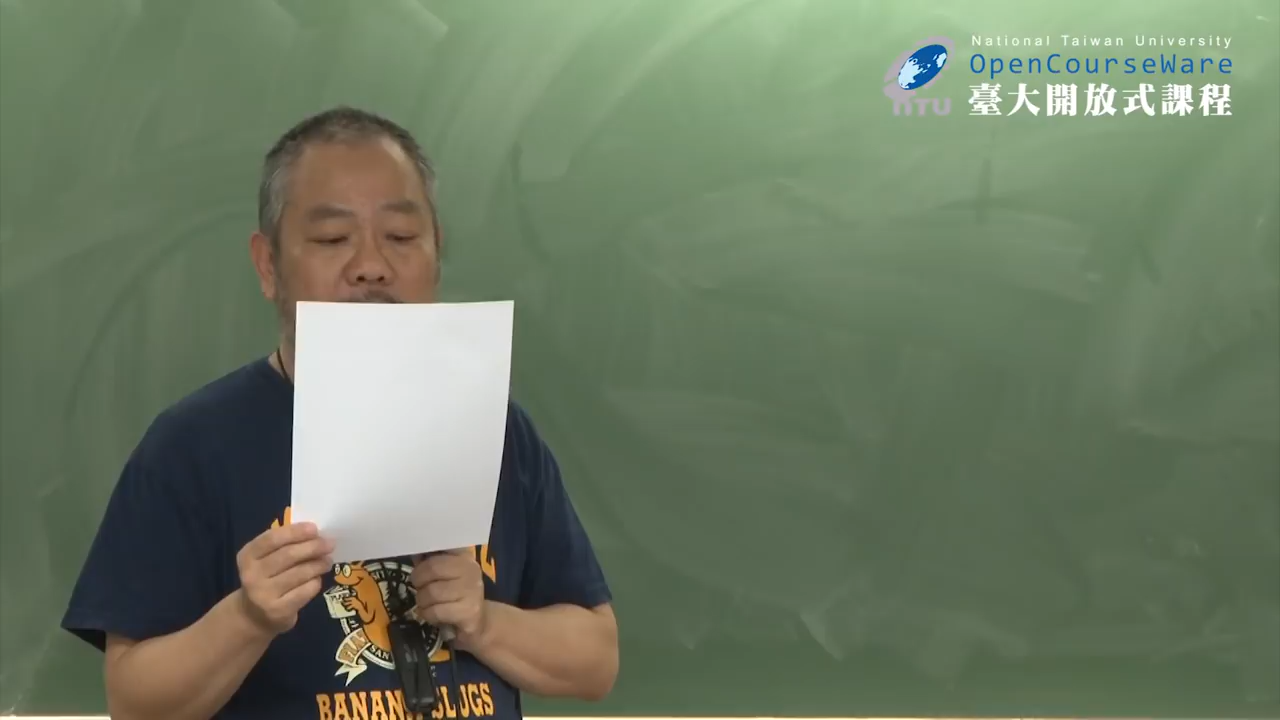 National Taiwan University
OpenCourseWare
臺大開放式課程
NTU
BANANA SLUGS